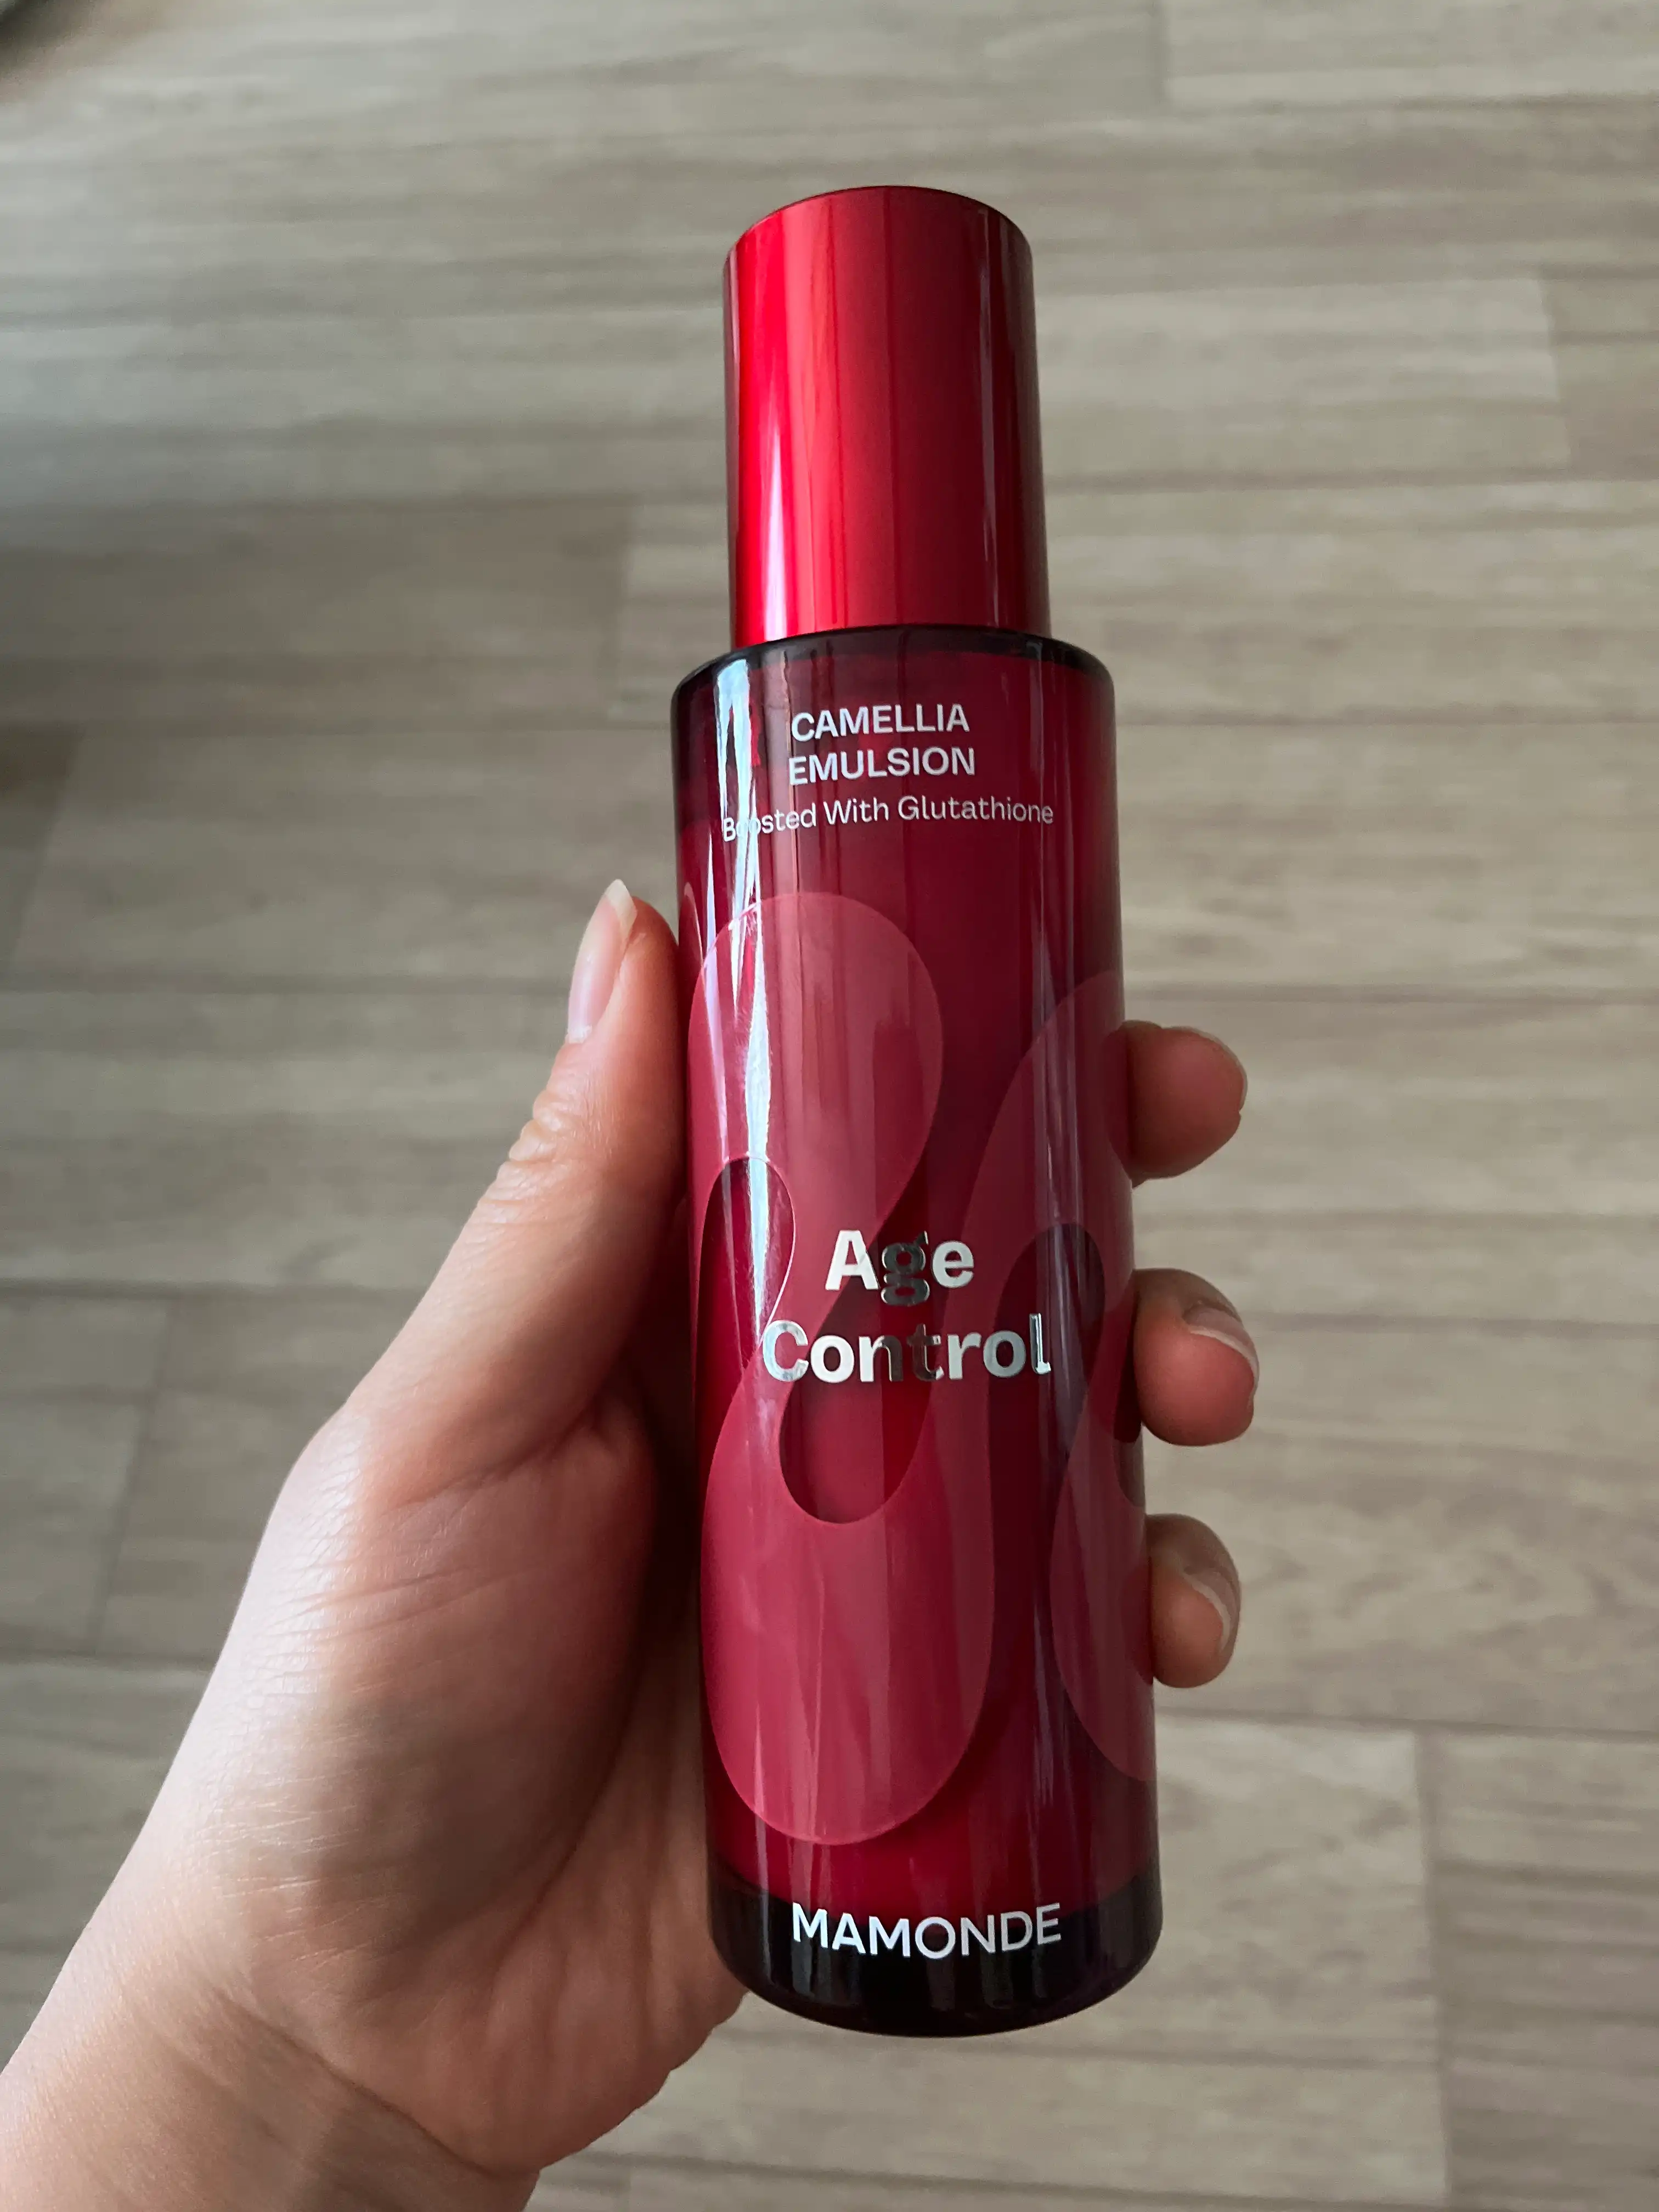 CAMELLIA
EMULSION
Boosted With Glutathione
Age
Control
MAMONDE